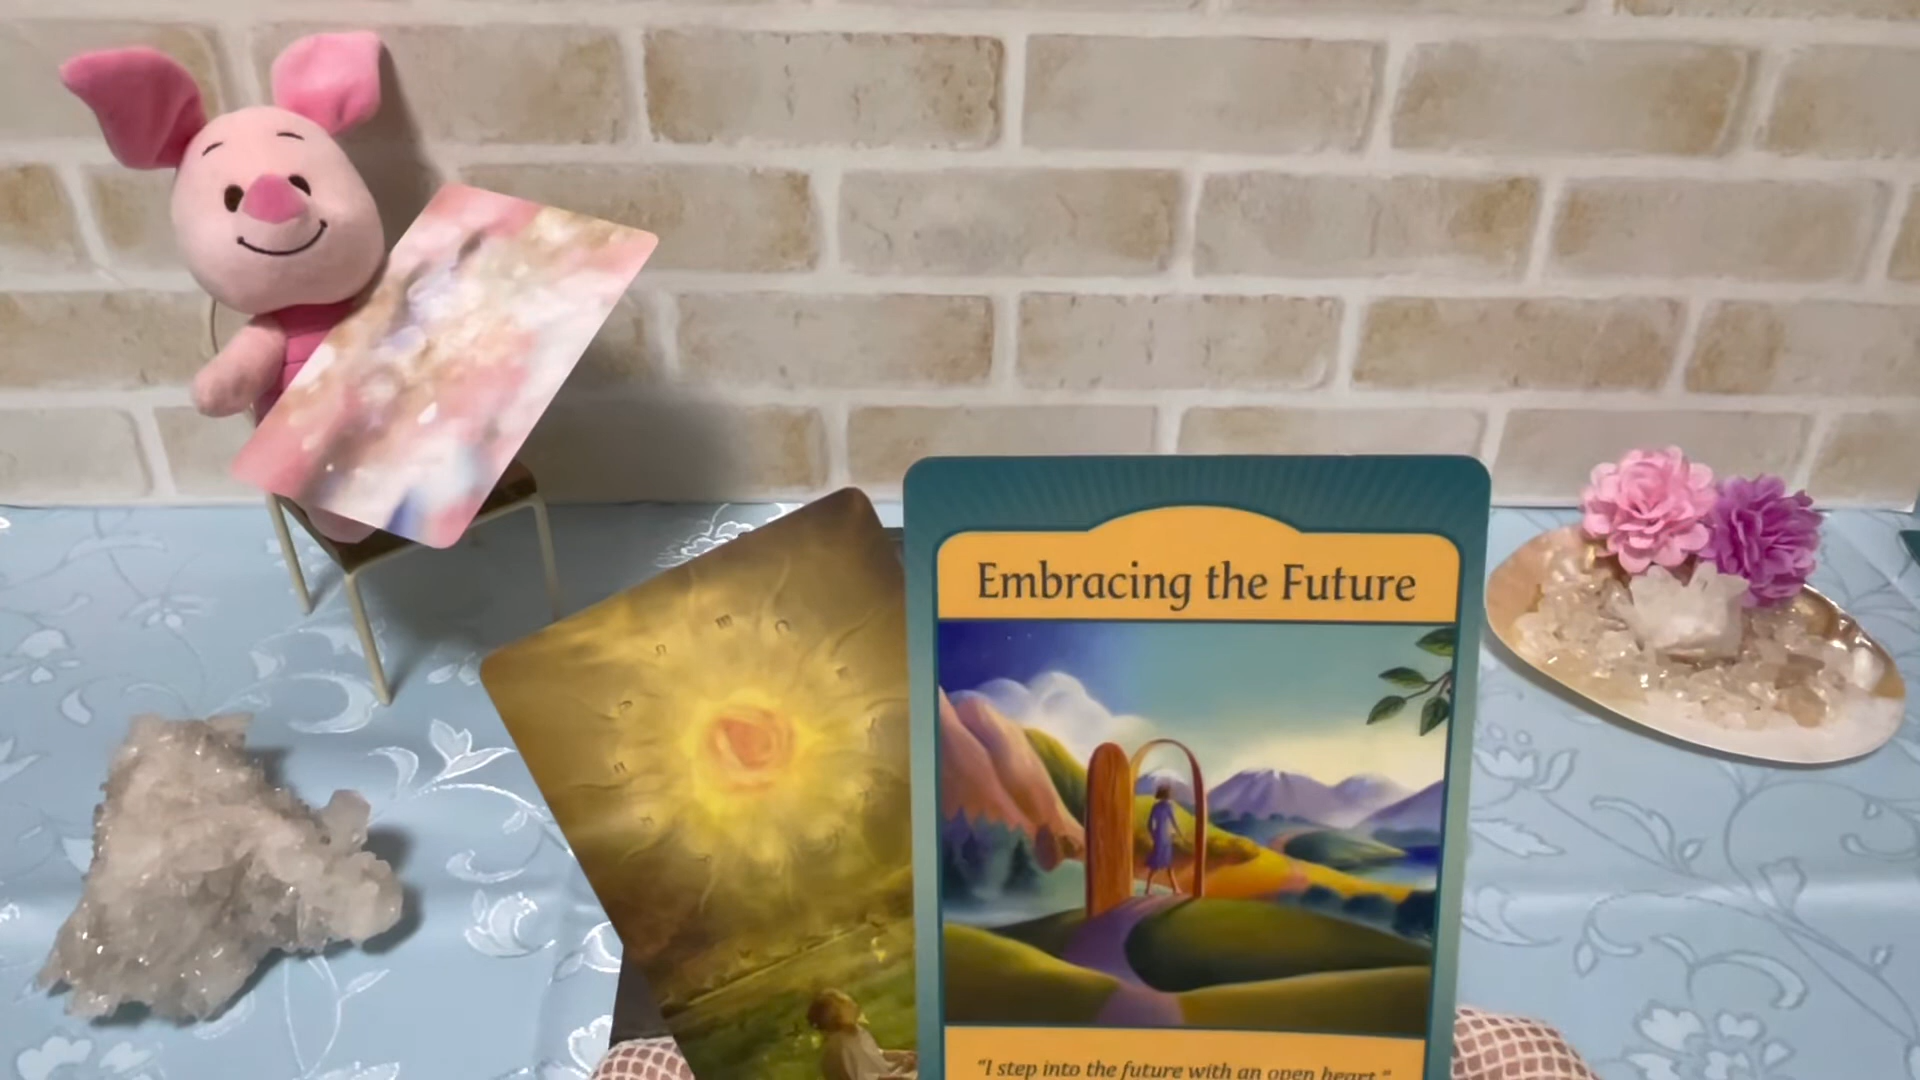 Embracing the Future
"I step into the future with an open heart."